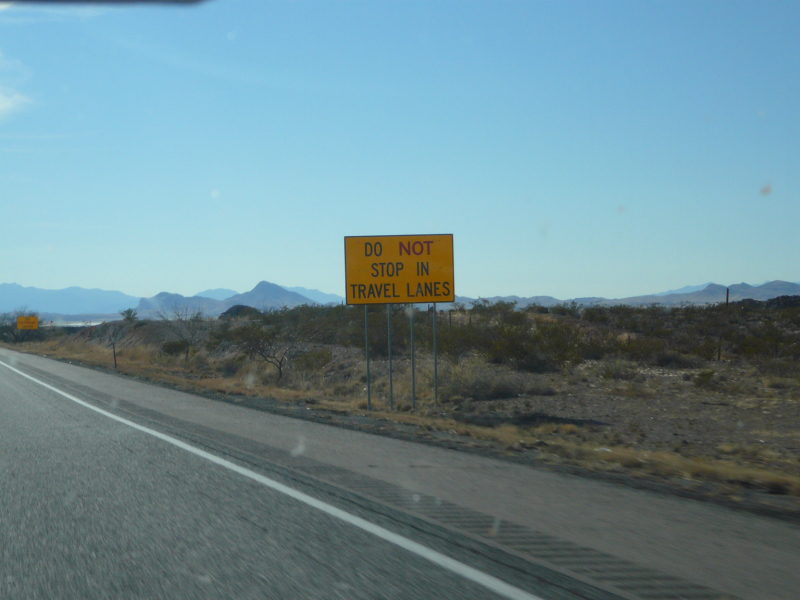 DO NOT
STOP IN
TRAVEL LANES